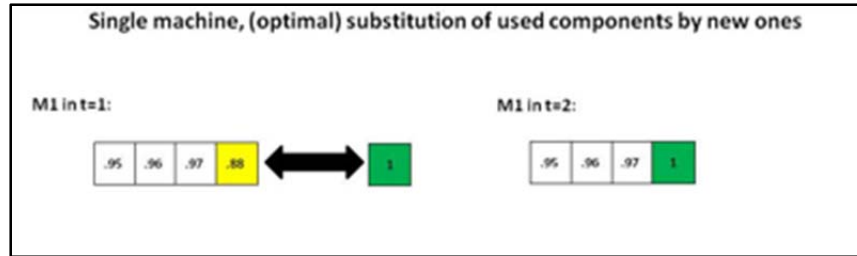 Single machine, (optimal) substitution of used components by new ones
M1 in t=1:
M1 in t=2:
.95 .96 .97 .88 1
.95 .96 .97 1